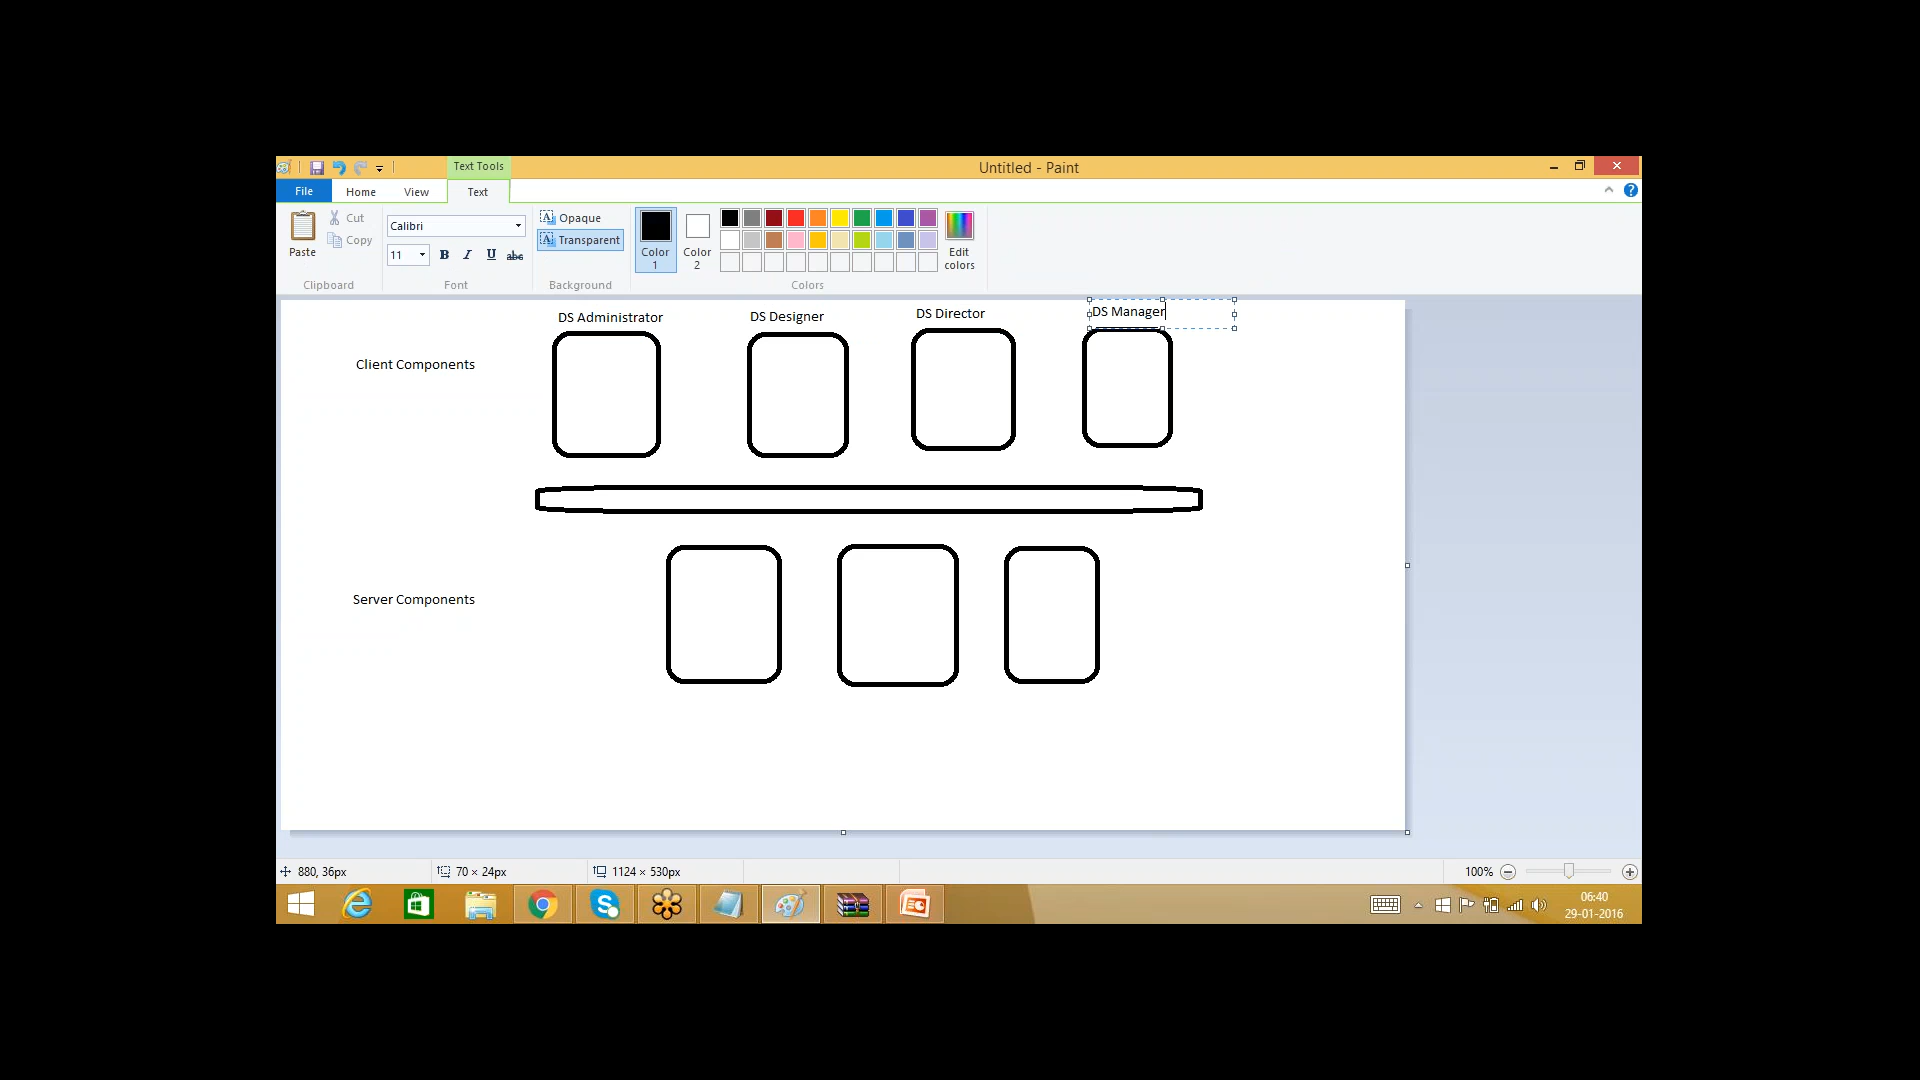 Text Tools
Untitled - Paint
File
Home
View
Text
Paste
Cut
Copy
Clipboard
Calibri
11
B I U abc
Font
Opaque
Transparent
Background
Color
1
Color
2
Edit
colors
Colors
DS Administrator
DS Designer
DS Director
DS Manager
Client Components
Server Components
880, 36px
70 × 24px
1124 × 530px
100%
06:40
29-01-2016